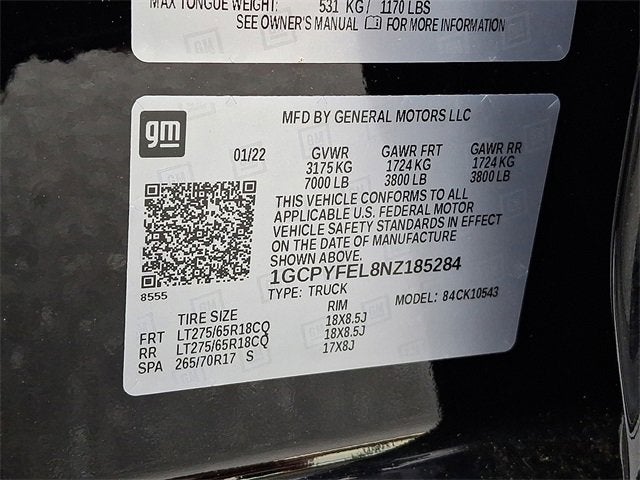 MAX TONGUE WEIGHT: 531 KG/ 1170 LBS
SEE OWNER'S MANUAL FOR MORE INFORMATION
gm
MFD BY GENERAL MOTORS LLC
01/22 GVWR GAWR FRT GAWR RR
3175 KG 1724 KG 1724 KG
7000 LB 3800 LB 3800 LB
THIS VEHICLE CONFORMS TO ALL
APPLICABLE U.S. FEDERAL MOTOR
VEHICLE SAFETY STANDARDS IN EFFECT
ON THE DATE OF MANUFACTURE
SHOWN ABOVE.
1GCPYFEL8NZ185284
8555
TYPE: TRUCK MODEL: 84CK10543
TIRE SIZE RIM
FRT LT275/65R18CQ 18X8.5J
RR LT275/65R18CQ 18X8.5J
SPA 265/70R17 S 17X8J